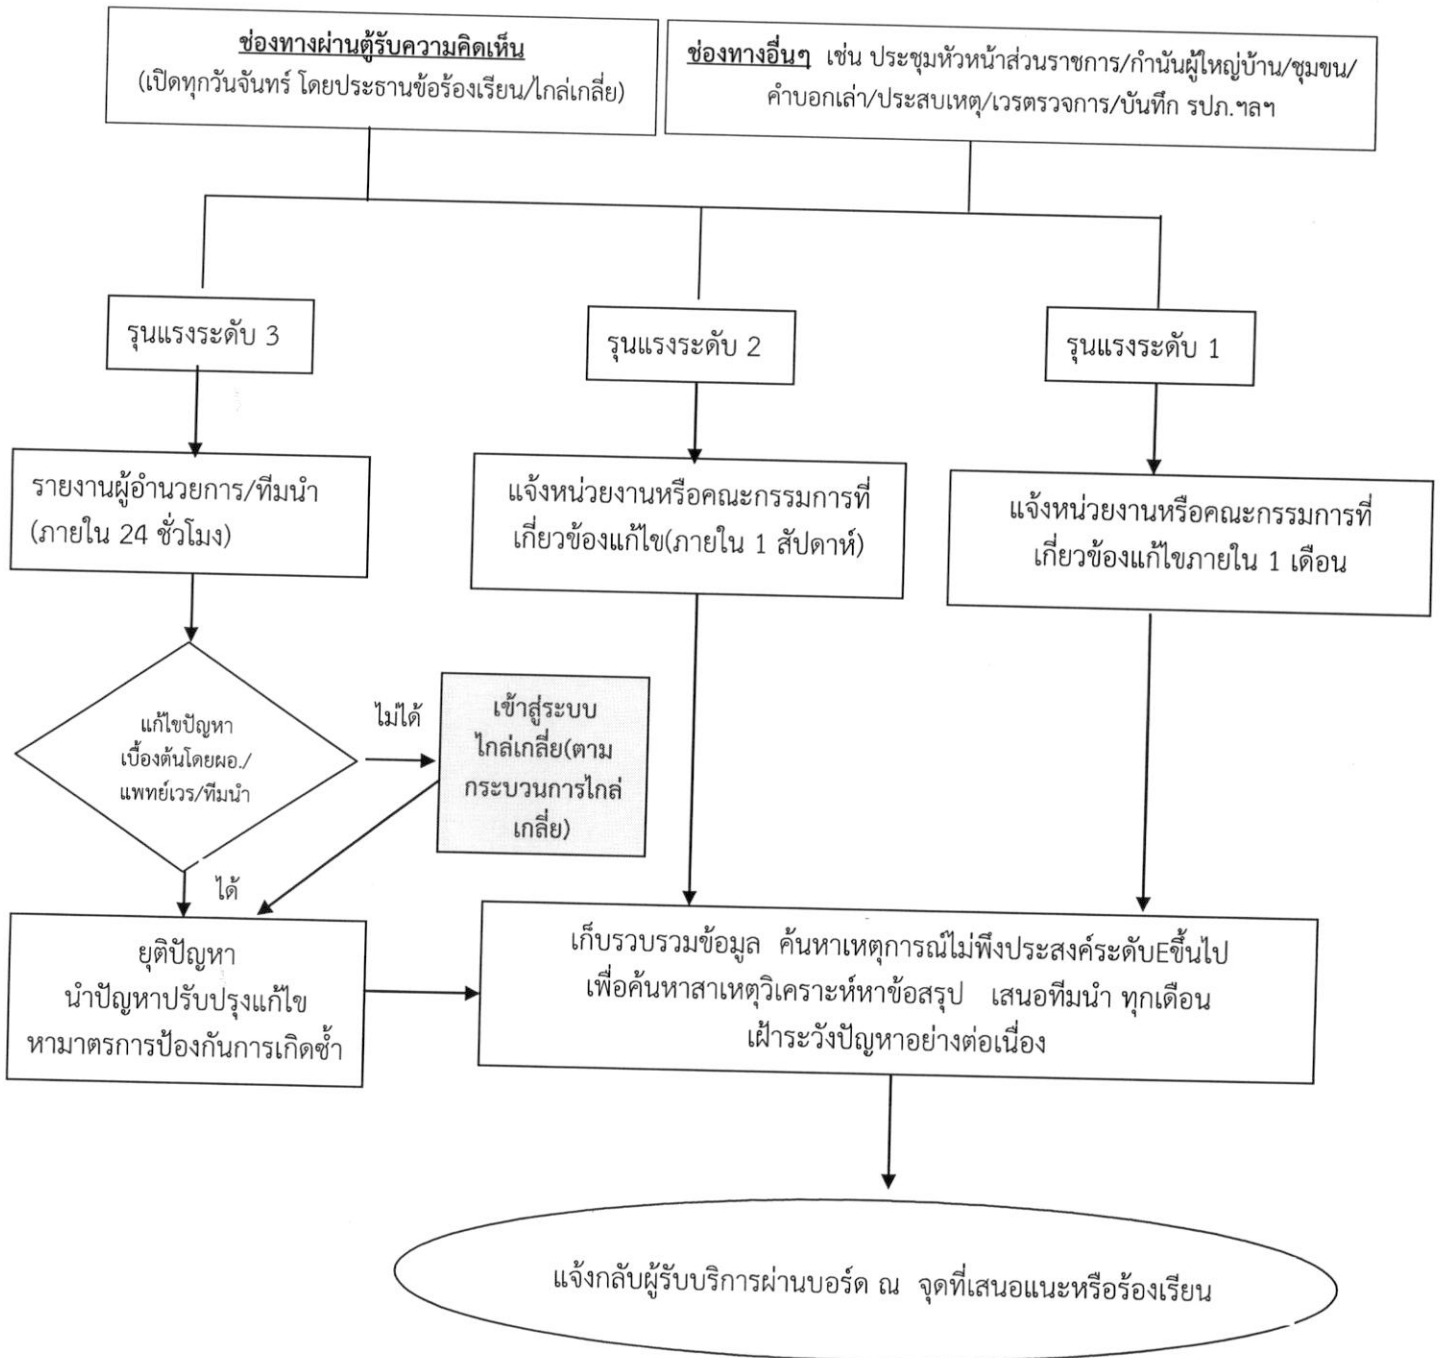 ช่องทางผ่านตู้รับความคิดเห็น
(เปิดทุกวันจันทร์ โดยประธานข้อร้องเรียน/ไกล่เกลี่ย)
ช่องทางอื่นๆ เช่น ประชุมหัวหน้าส่วนราชการ/กำนันผู้ใหญ่บ้าน/ชุมขน/
คำบอกเล่า/ประสบเหตุ/เวรตรวจการ/บันทึก รปภ.ฯลฯ
รุนแรงระดับ 3
รุนแรงระดับ 2
รุนแรงระดับ 1
รายงานผู้อำนวยการ/ทีมนำ
(ภายใน 24 ชั่วโมง)
แจ้งหน่วยงานหรือคณะกรรมการที่
เกี่ยวข้องแก้ไข(ภายใน 1 สัปดาห์)
แจ้งหน่วยงานหรือคณะกรรมการที่
เกี่ยวข้องแก้ไขภายใน 1 เดือน
แก้ไขปัญหา
เบื้องต้นโดยผอ./
แพทย์เวร/ทีมนำ
ไม่ได้
เข้าสู่ระบบ
ไกล่เกลี่ย(ตาม
กระบวนการไกล่
เกลี่ย)
ได้
ยุติปัญหา
นำปัญหาปรับปรุงแก้ไข
หามาตรการป้องกันการเกิดซ้ำ
เก็บรวบรวมข้อมูล ค้นหาเหตุการณ์ไม่พึงประสงค์ระดับEขึ้นไป
เพื่อค้นหาสาเหตุวิเคราะห์หาข้อสรุป เสนอทีมนำ ทุกเดือน
เฝ้าระวังปัญหาอย่างต่อเนื่อง
แจ้งกลับผู้รับบริการผ่านบอร์ด ณ จุดที่เสนอแนะหรือร้องเรียน